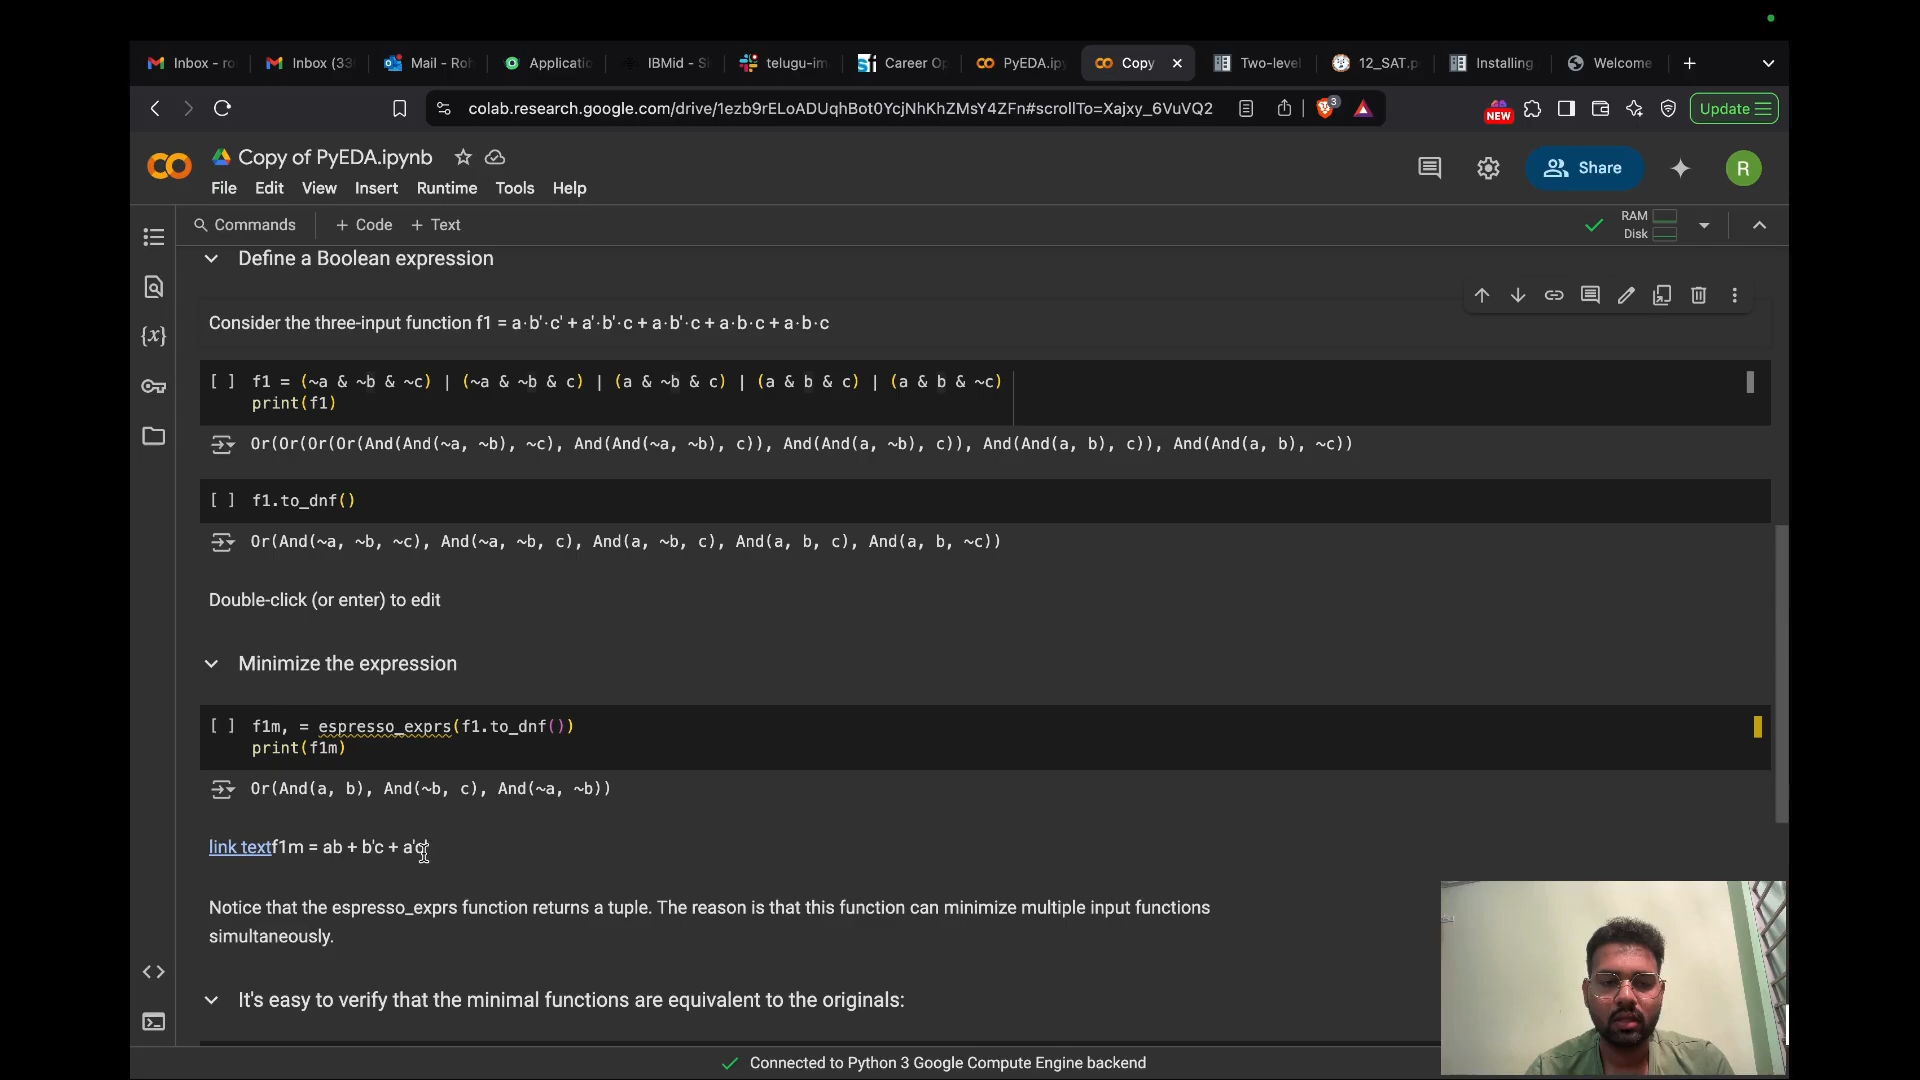 Inbox - ro
Inbox (33
Mail - Roh
Applicatio
IBMid - Si
telugu-im
Career Op
PyEDA.ipy
Copy
Two-level
12_SAT.p
Installing
Welcome
colab.research.google.com/drive/1ezb9rELoADUqhBot0YcjNhKhZMsY4ZFn#scrollTo=Xajxy_6VuVQ2
3
NEW
Update
Copy of PyEDA.ipynb
File Edit View Insert Runtime Tools Help
Share
R
Commands + Code + Text
RAM
Disk
Define a Boolean expression
Consider the three-input function f1 = a·b'·c' + a'·b'·c + a·b'·c + a·b·c + a·b·c
[ ] f1 = (~a & ~b & ~c) | (~a & ~b & c) | (a & ~b & c) | (a & b & c) | (a & b & ~c)
print(f1)
Or(Or(Or(Or(And(And(~a, ~b), ~c), And(And(~a, ~b), c)), And(And(a, ~b), c)), And(And(a, b), c)), And(And(a, b), ~c))
[ ] f1.to_dnf()
Or(And(~a, ~b, ~c), And(~a, ~b, c), And(a, ~b, c), And(a, b, c), And(a, b, ~c))
Double-click (or enter) to edit
Minimize the expression
[ ] f1m, = espresso_exprs(f1.to_dnf())
print(f1m)
Or(And(a, b), And(~b, c), And(~a, ~b))
link textf1m = ab + b'c + a'c'
Notice that the espresso_exprs function returns a tuple. The reason is that this function can minimize multiple input functions
simultaneously.
It's easy to verify that the minimal functions are equivalent to the originals:
Connected to Python 3 Google Compute Engine backend